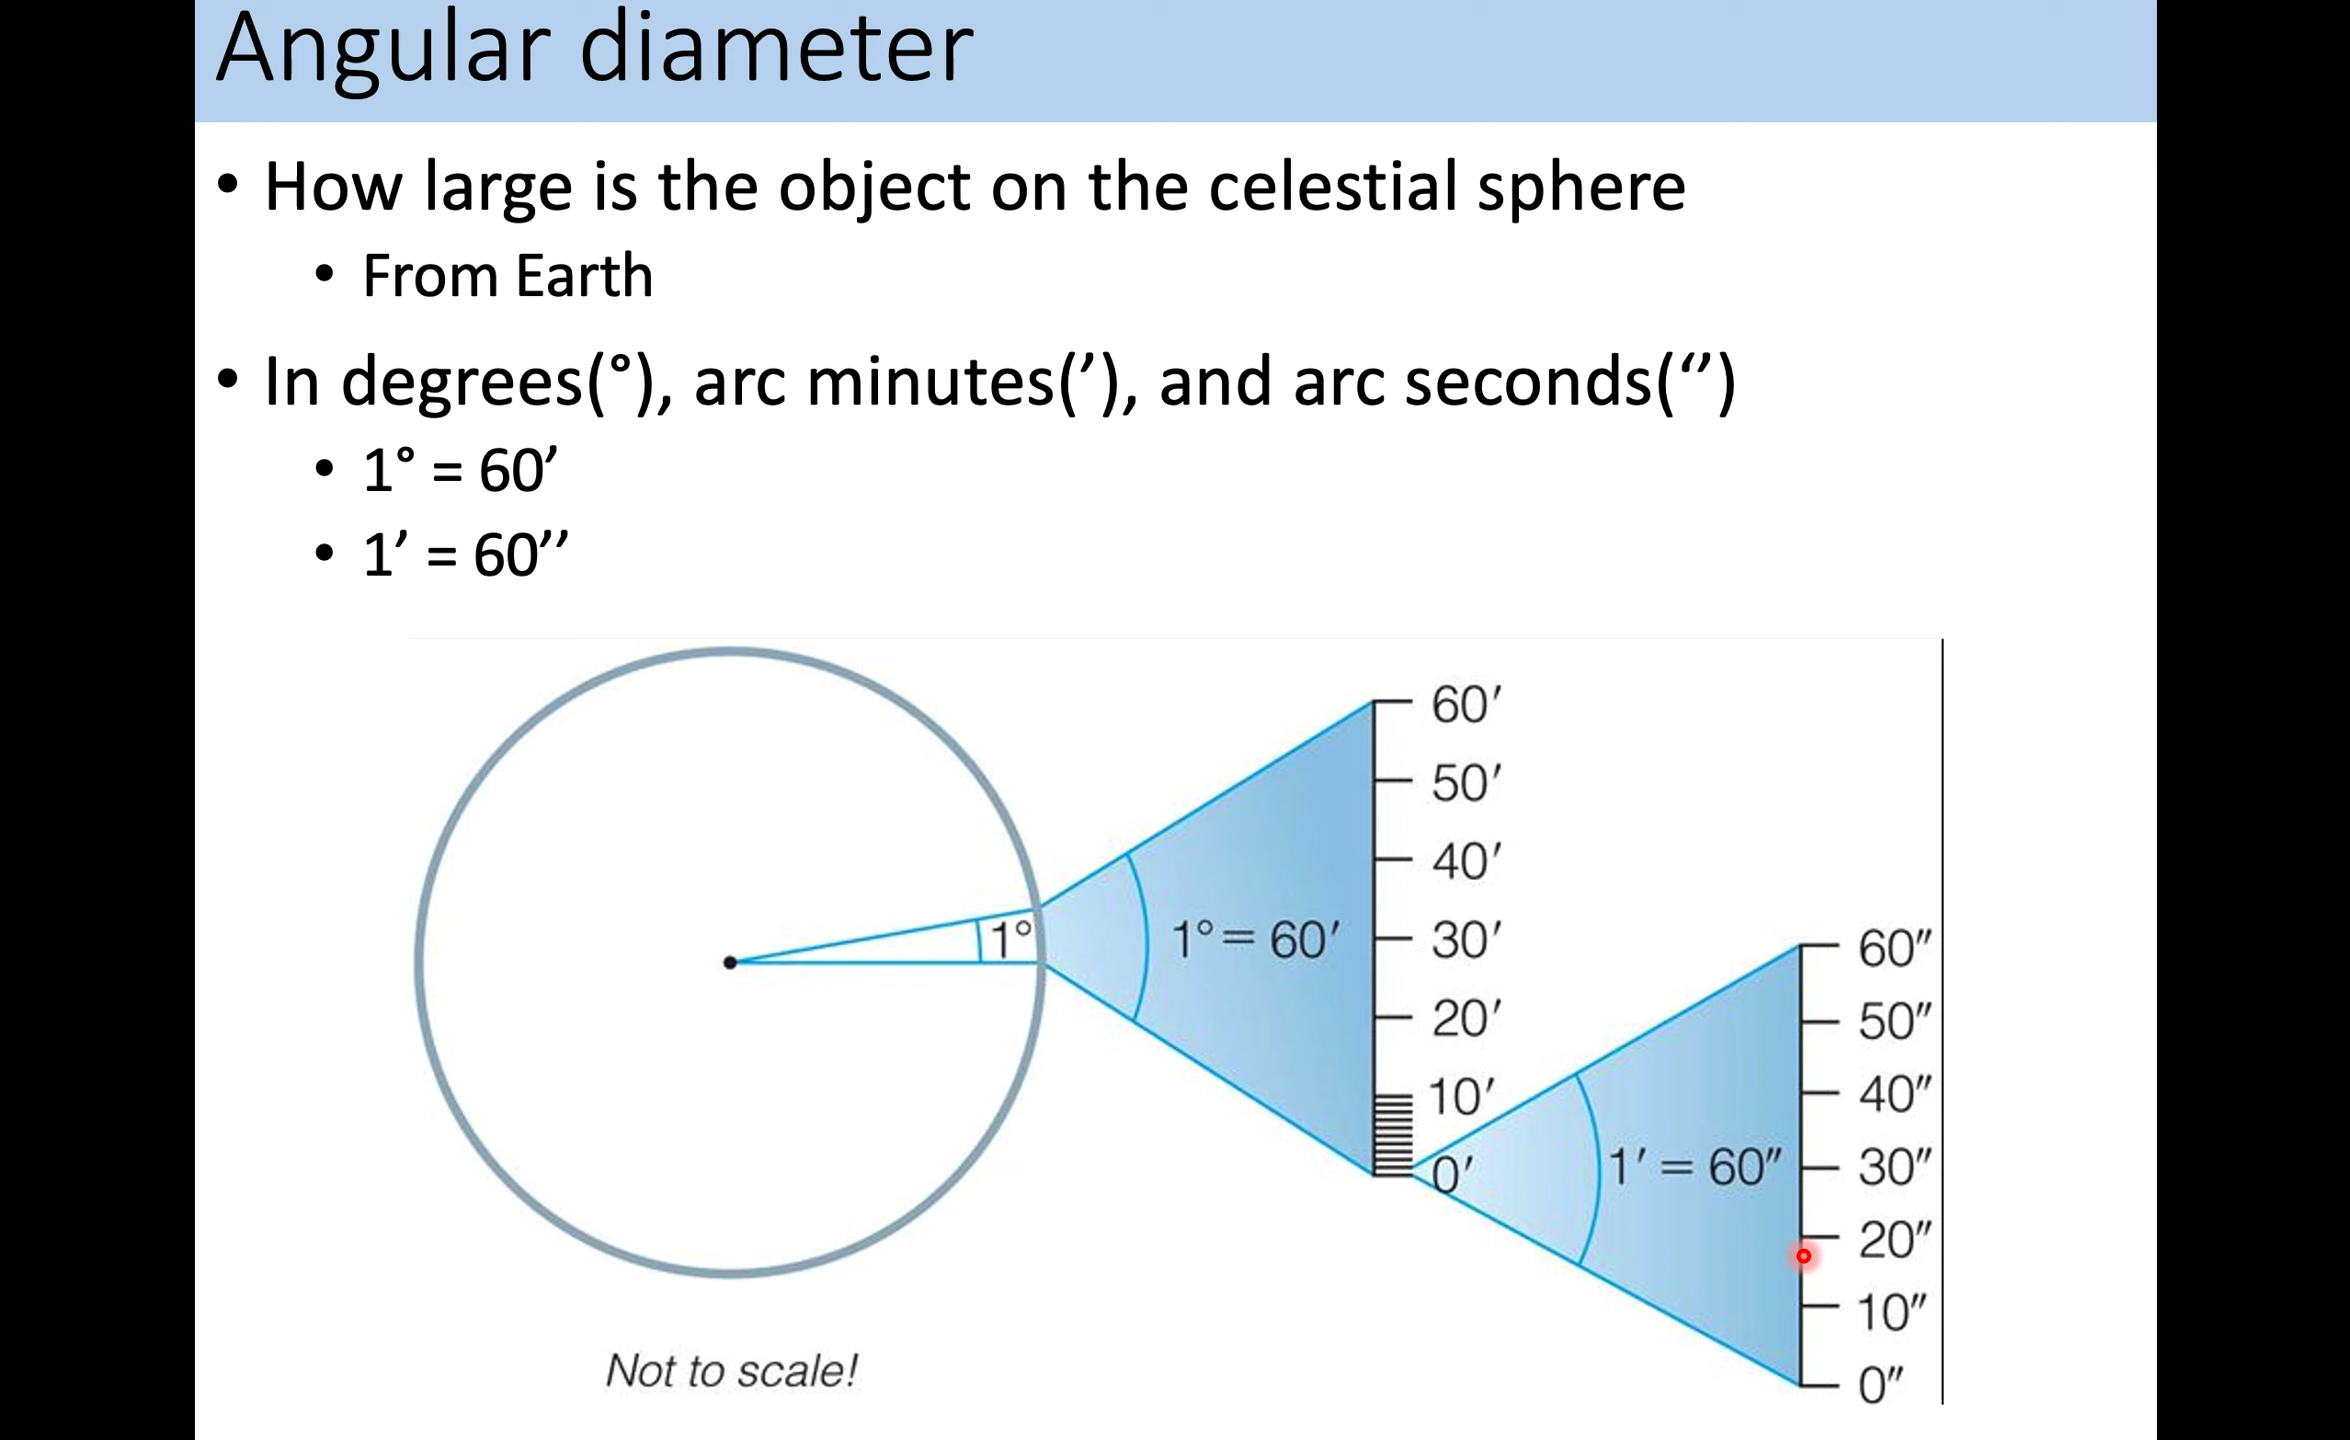 Angular diameter
• How large is the object on the celestial sphere
• From Earth
• In degrees(°), arc minutes(’), and arc seconds(‘’)
• 1° = 60’
• 1’ = 60’’
1°
1° = 60′
60′
50′
40′
30′
20′
10′
0′
1′ = 60″
60″
50″
40″
30″
20″
10″
0″
Not to scale!